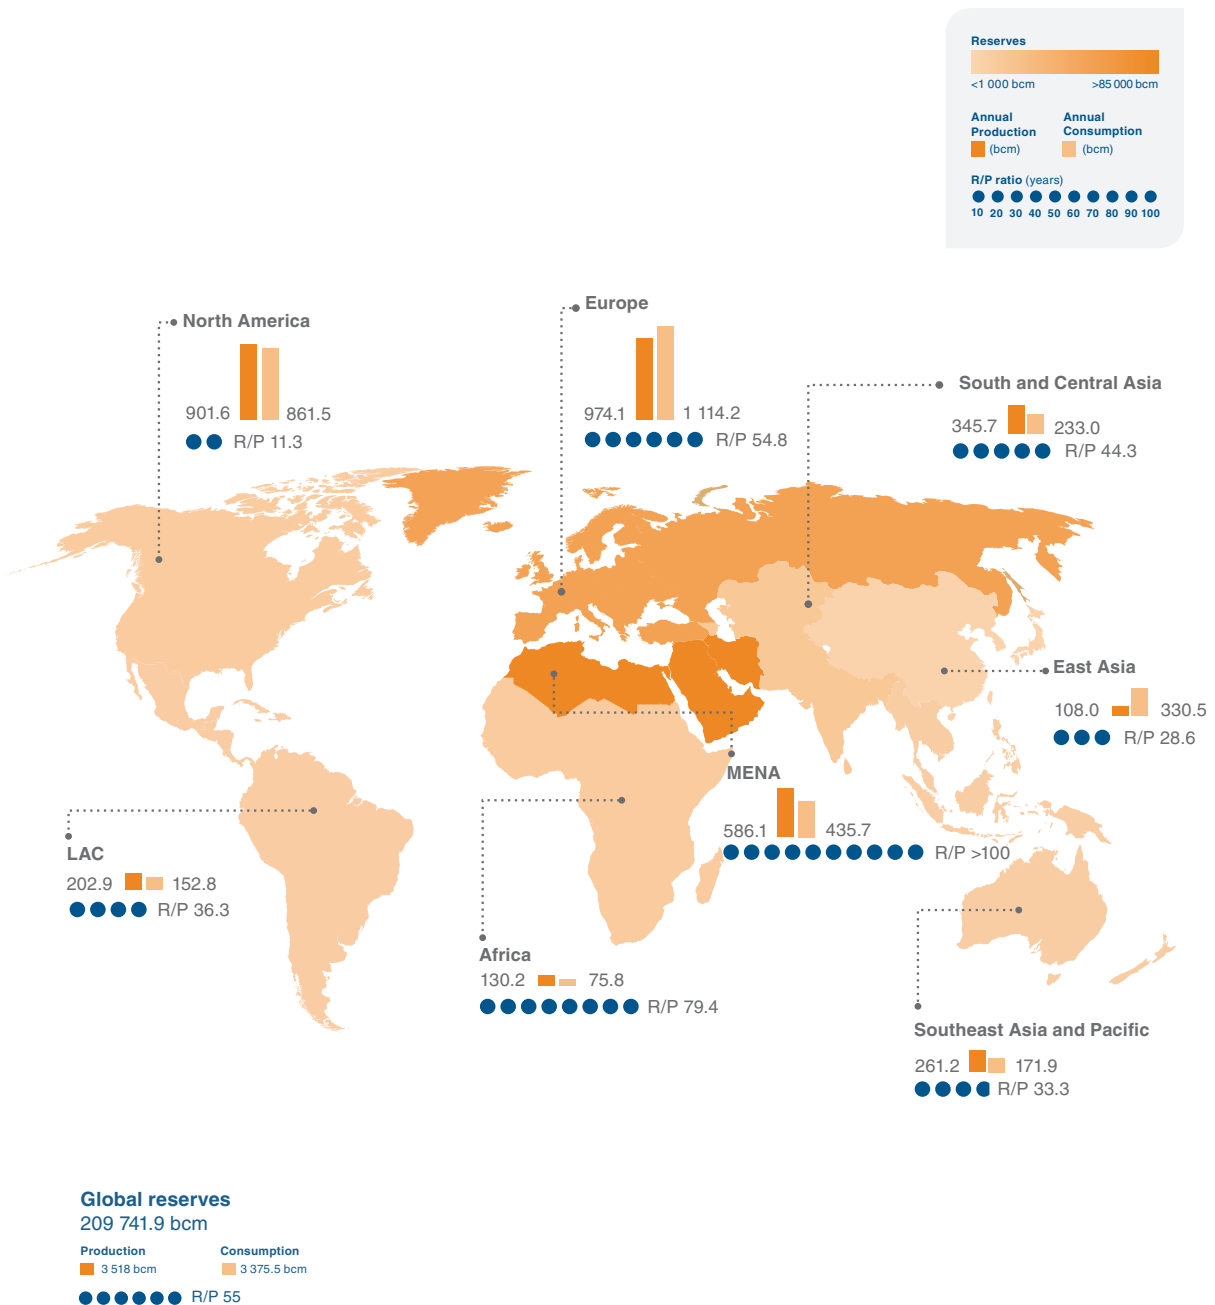 Reserves
<1 000 bcm >85 000 bcm
Annual Production
(bcm)
Annual Consumption
(bcm)
R/P ratio (years)
10 20 30 40 50 60 70 80 90 100
North America
901.6 861.5
R/P 11.3
Europe
974.1 1 114.2
R/P 54.8
South and Central Asia
345.7 233.0
R/P 44.3
East Asia
108.0 330.5
R/P 28.6
MENA
586.1 435.7
R/P >100
LAC
202.9 152.8
R/P 36.3
Africa
130.2 75.8
R/P 79.4
Southeast Asia and Pacific
261.2 171.9
R/P 33.3
Global reserves
209 741.9 bcm
Production Consumption
3 518 bcm 3 375.5 bcm
R/P 55